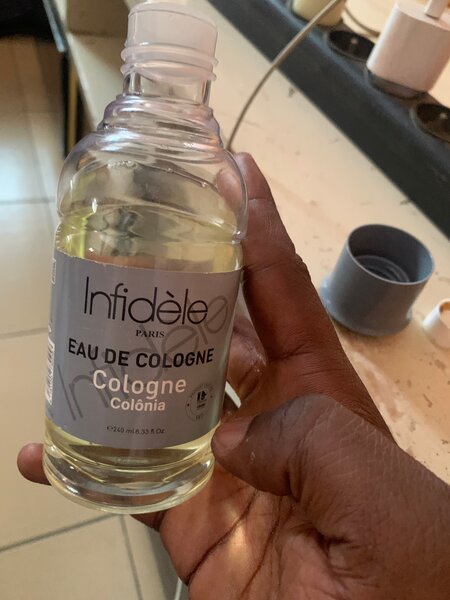 Infidèle
PARIS
EAU DE COLOGNE
Cologne
Colônia
℮240 ml 8.33 fl Oz